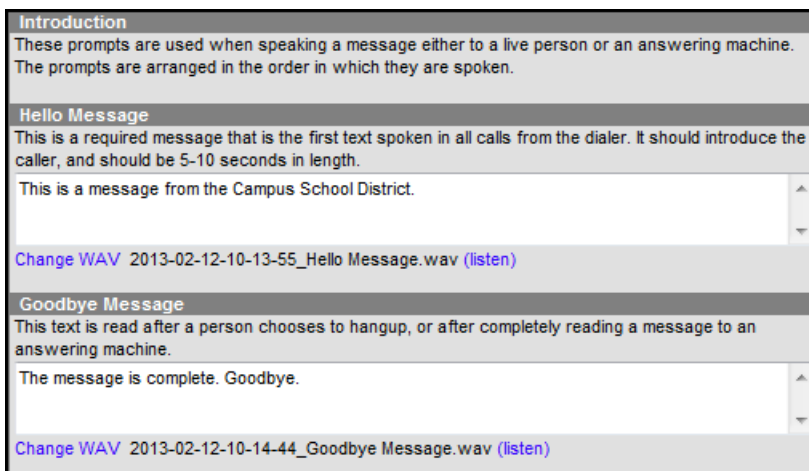 Introduction
These prompts are used when speaking a message either to a live person or an answering machine.
The prompts are arranged in the order in which they are spoken.
Hello Message
This is a required message that is the first text spoken in all calls from the dialer. It should introduce the
caller, and should be 5-10 seconds in length.
This is a message from the Campus School District.
Change WAV 2013-02-12-10-13-55_Hello Message.wav (listen)
Goodbye Message
This text is read after a person chooses to hangup, or after completely reading a message to an
answering machine.
The message is complete. Goodbye.
Change WAV 2013-02-12-10-14-44_Goodbye Message.wav (listen)